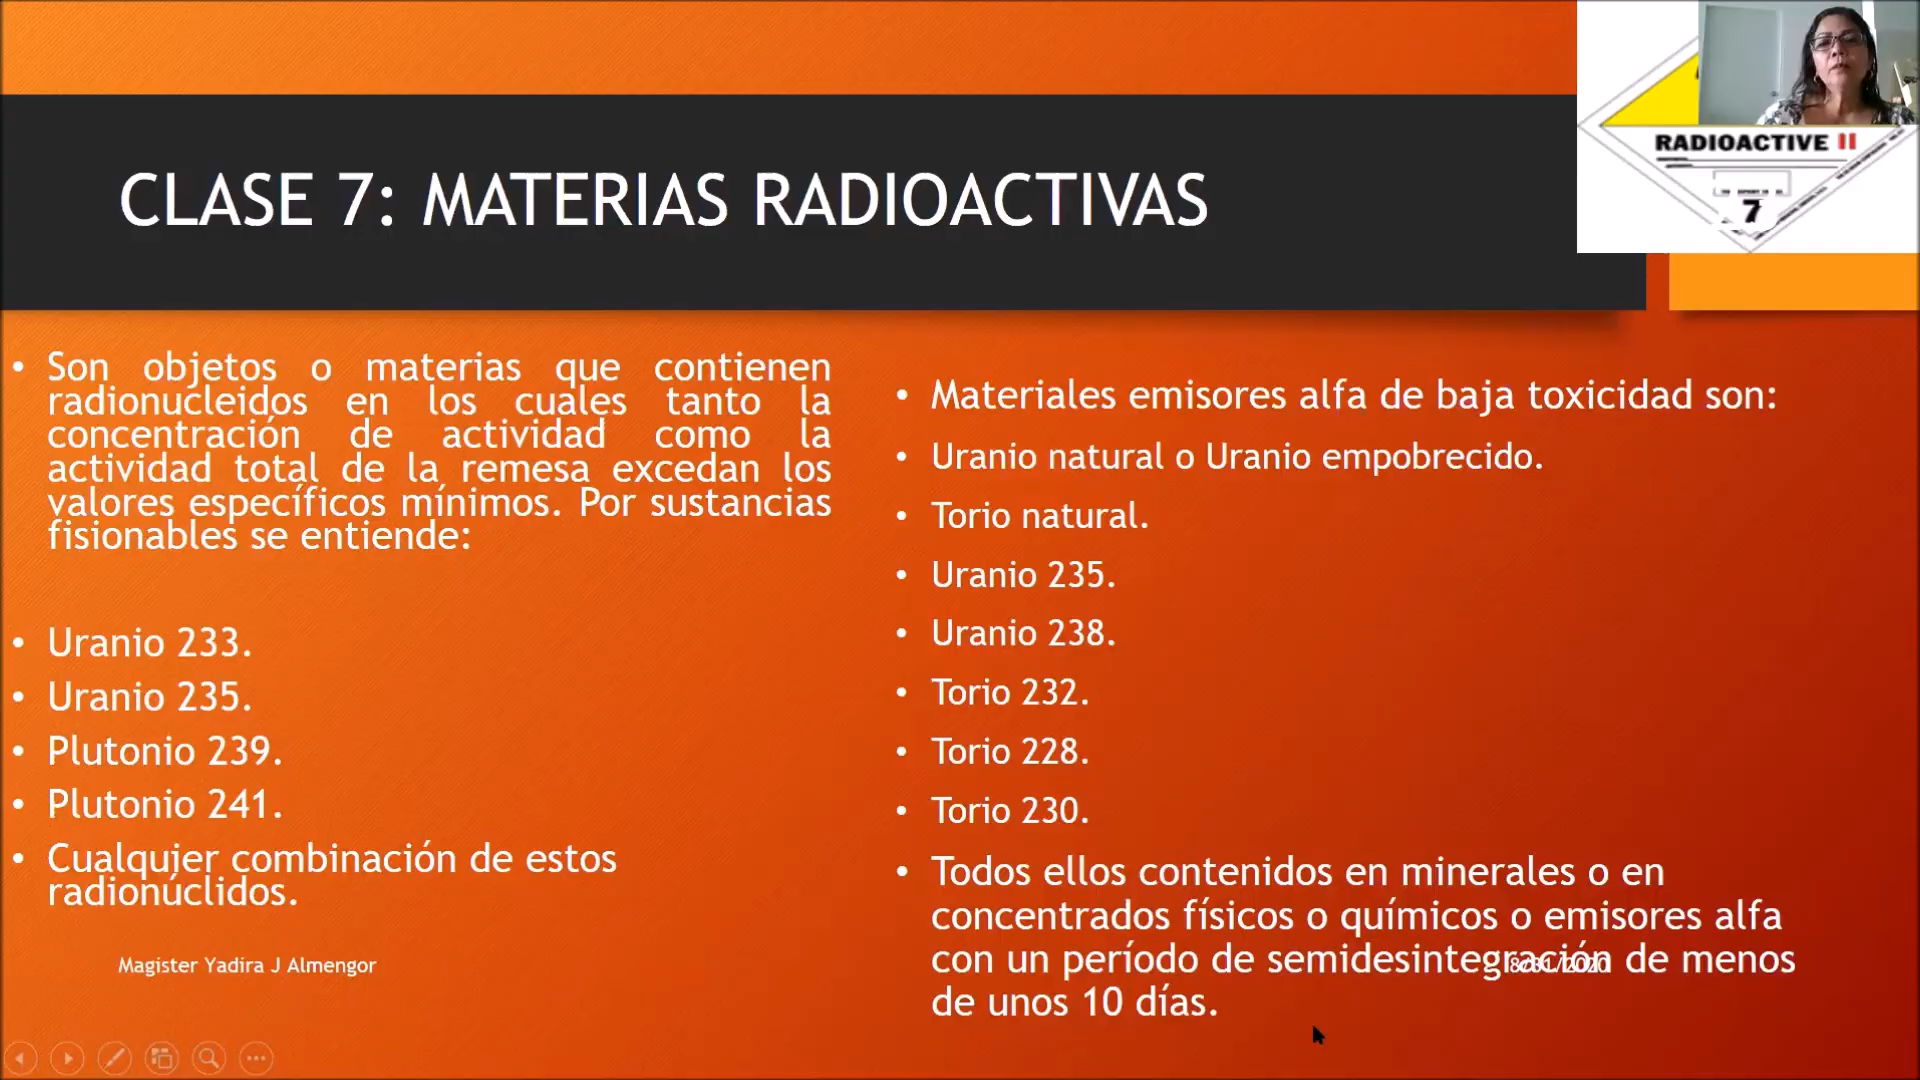 CLASE 7: MATERIAS RADIOACTIVAS
RADIOACTIVE II
7
• Son objetos o materias que contienen
radionucleidos en los cuales tanto la
concentración de actividad como la
actividad total de la remesa excedan los
valores específicos mínimos. Por sustancias
fisionables se entiende:
• Uranio 233.
• Uranio 235.
• Plutonio 239.
• Plutonio 241.
• Cualquier combinación de estos
radionúclidos.
• Materiales emisores alfa de baja toxicidad son:
• Uranio natural o Uranio empobrecido.
• Torio natural.
• Uranio 235.
• Uranio 238.
• Torio 232.
• Torio 228.
• Torio 230.
• Todos ellos contenidos en minerales o en
concentrados físicos o químicos o emisores alfa
con un período de semidesintegración de menos
de unos 10 días.
Magister Yadira J Almengor